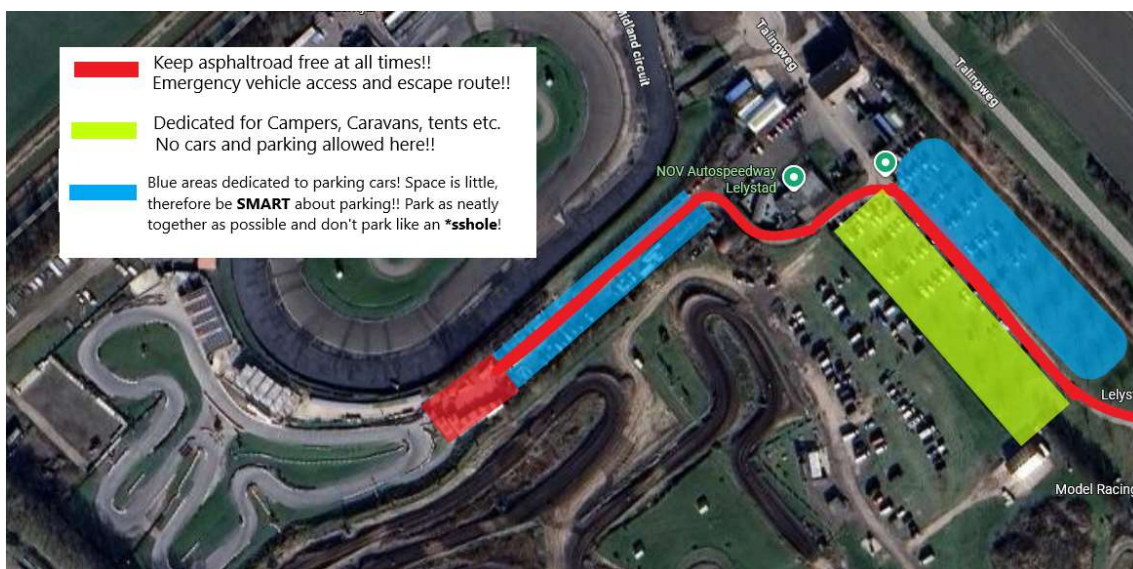 Keep asphaltroad free at all times!!
Emergency vehicle access and escape route!!
Dedicated for Campers, Caravans, tents etc.
No cars and parking allowed here!!
Blue areas dedicated to parking cars! Space is little,
therefore be SMART about parking!! Park as neatly
together as possible and don't park like an *sshole!
Midland circuit
Talingweg
Talingweg
NOV Autospeedway
Lelystad
Lelyst
Model Racing